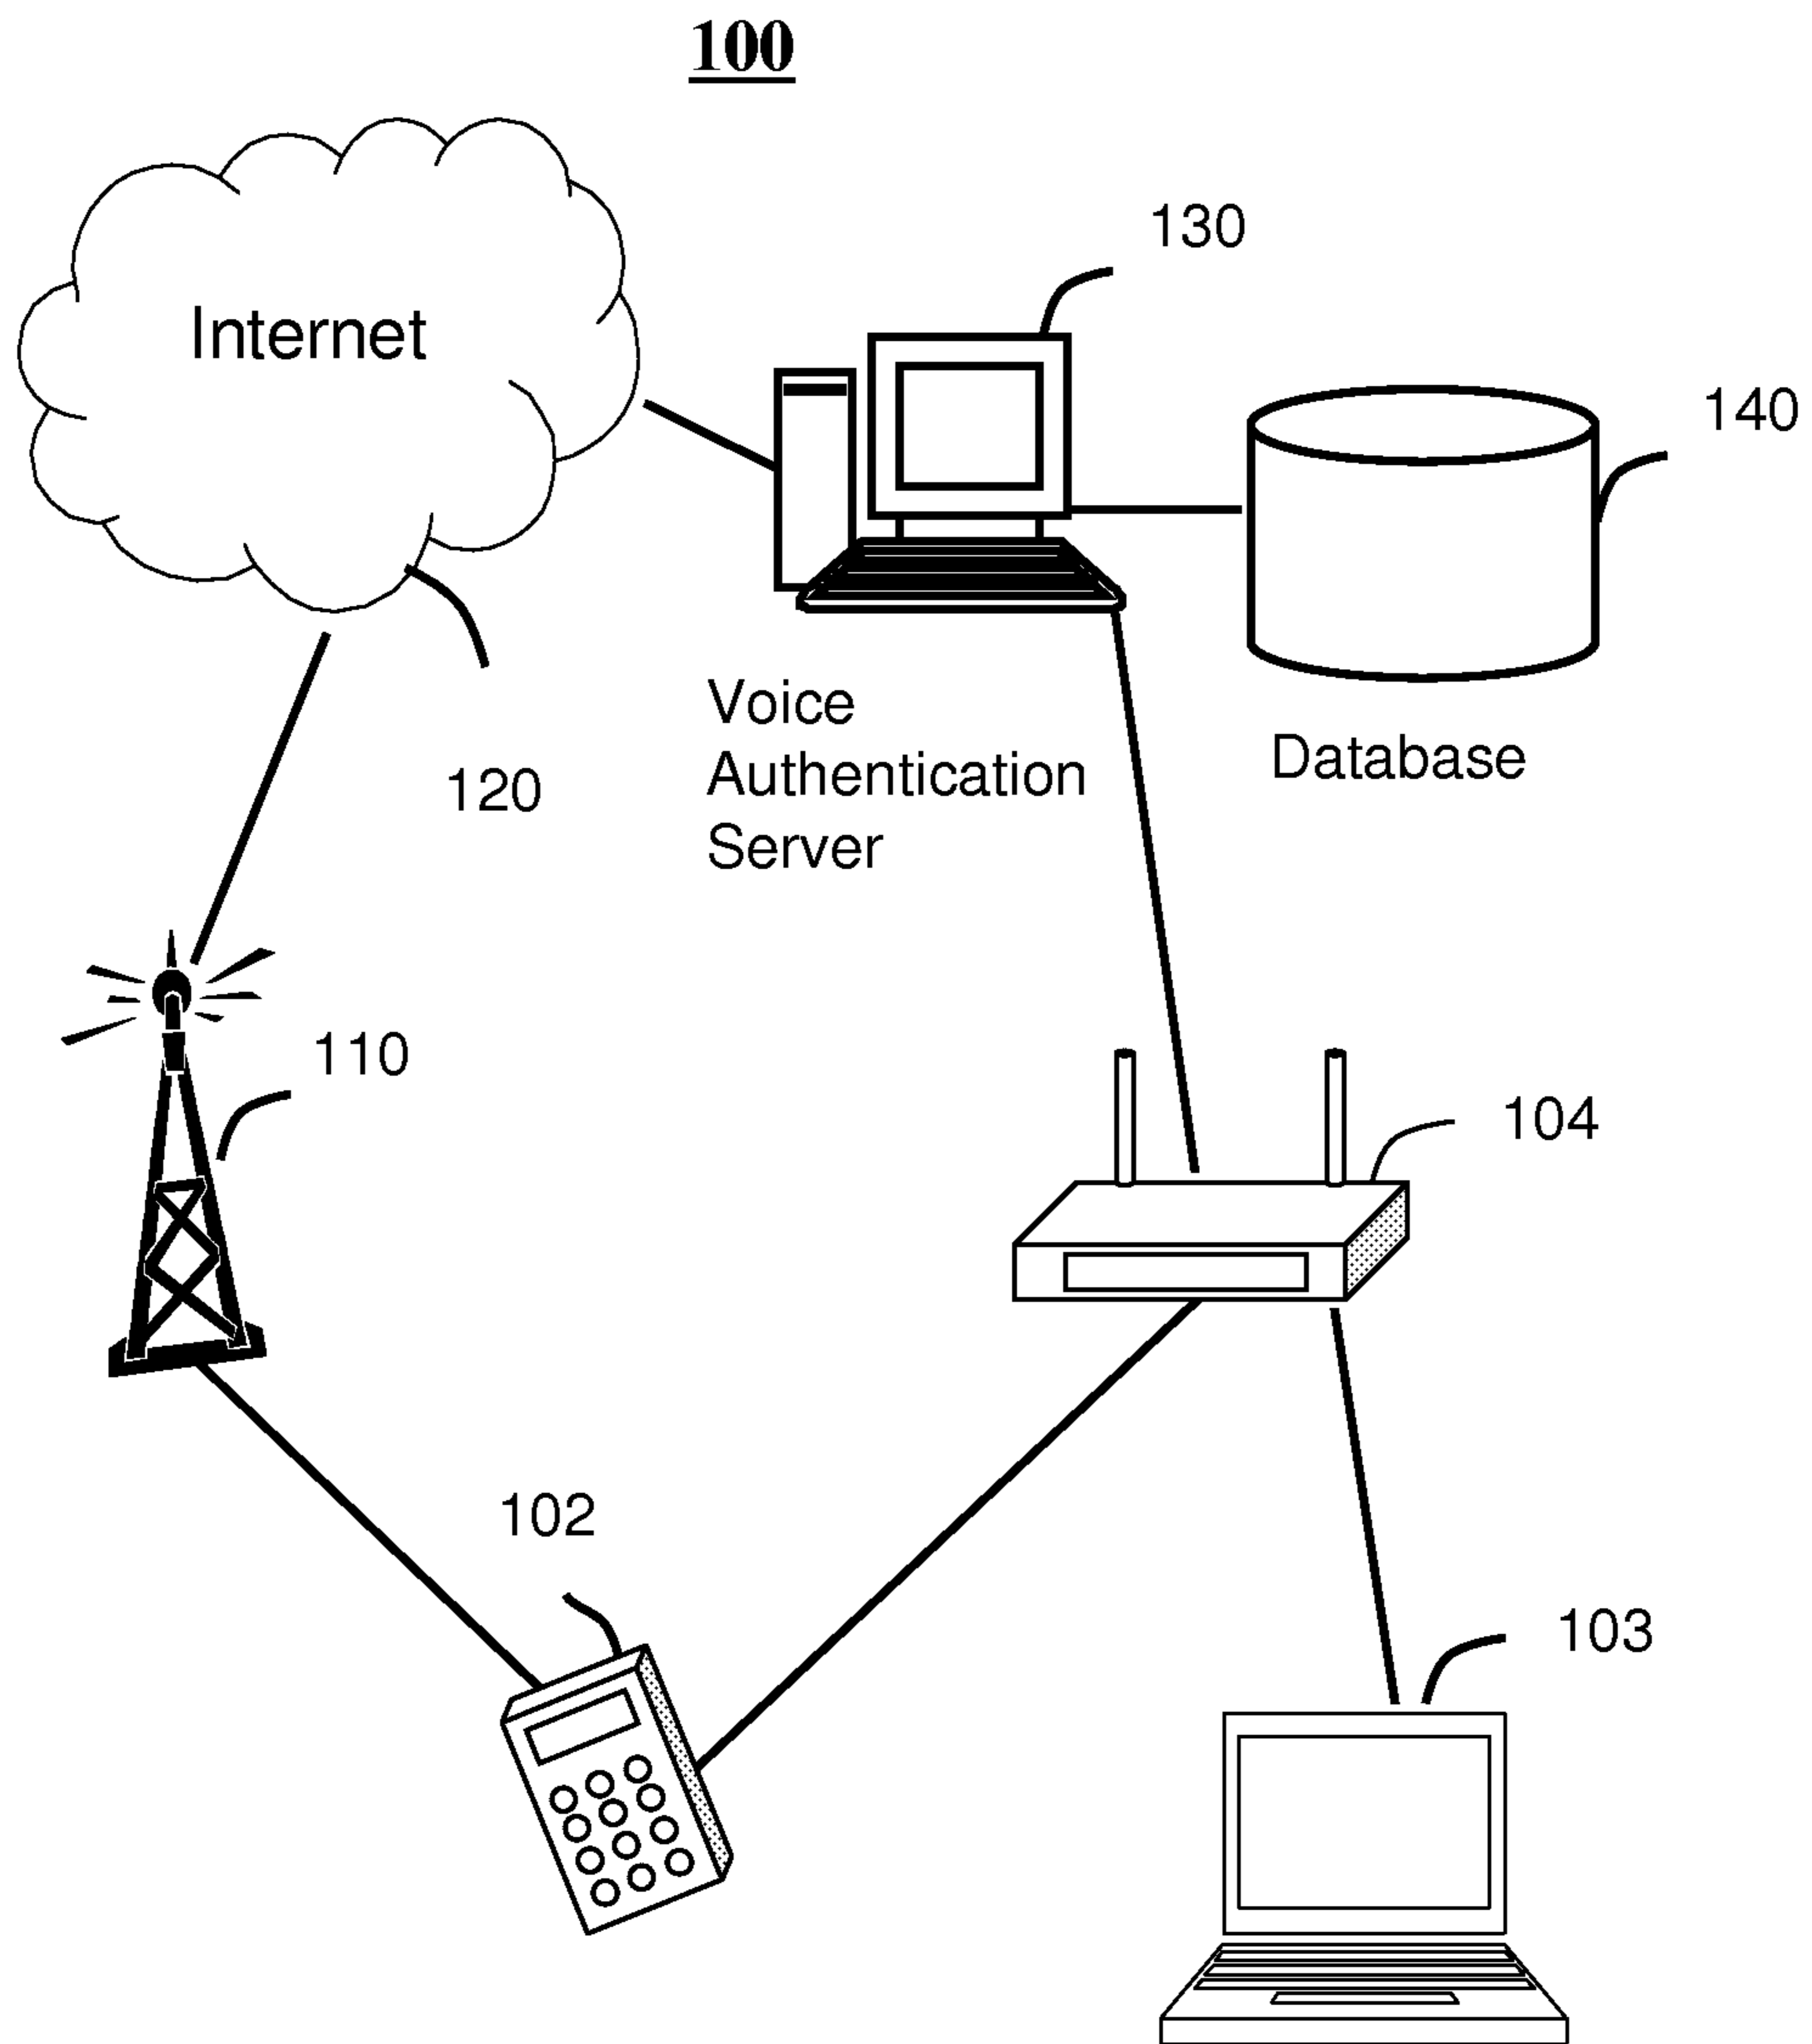 100
130
Internet
140
Voice
Authentication
Server
Database
120
110
104
102
103